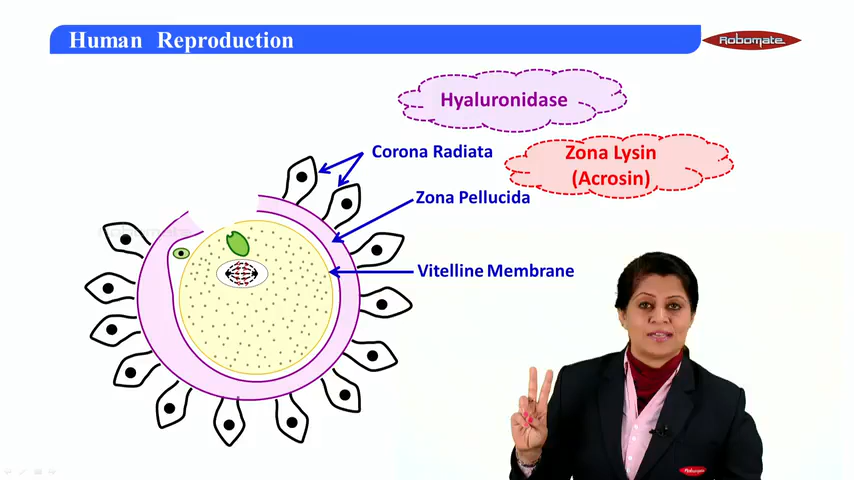 Human Reproduction
Robomate
Hyaluronidase
Corona Radiata
Zona Lysin
(Acrosin)
Zona Pellucida
Vitelline Membrane